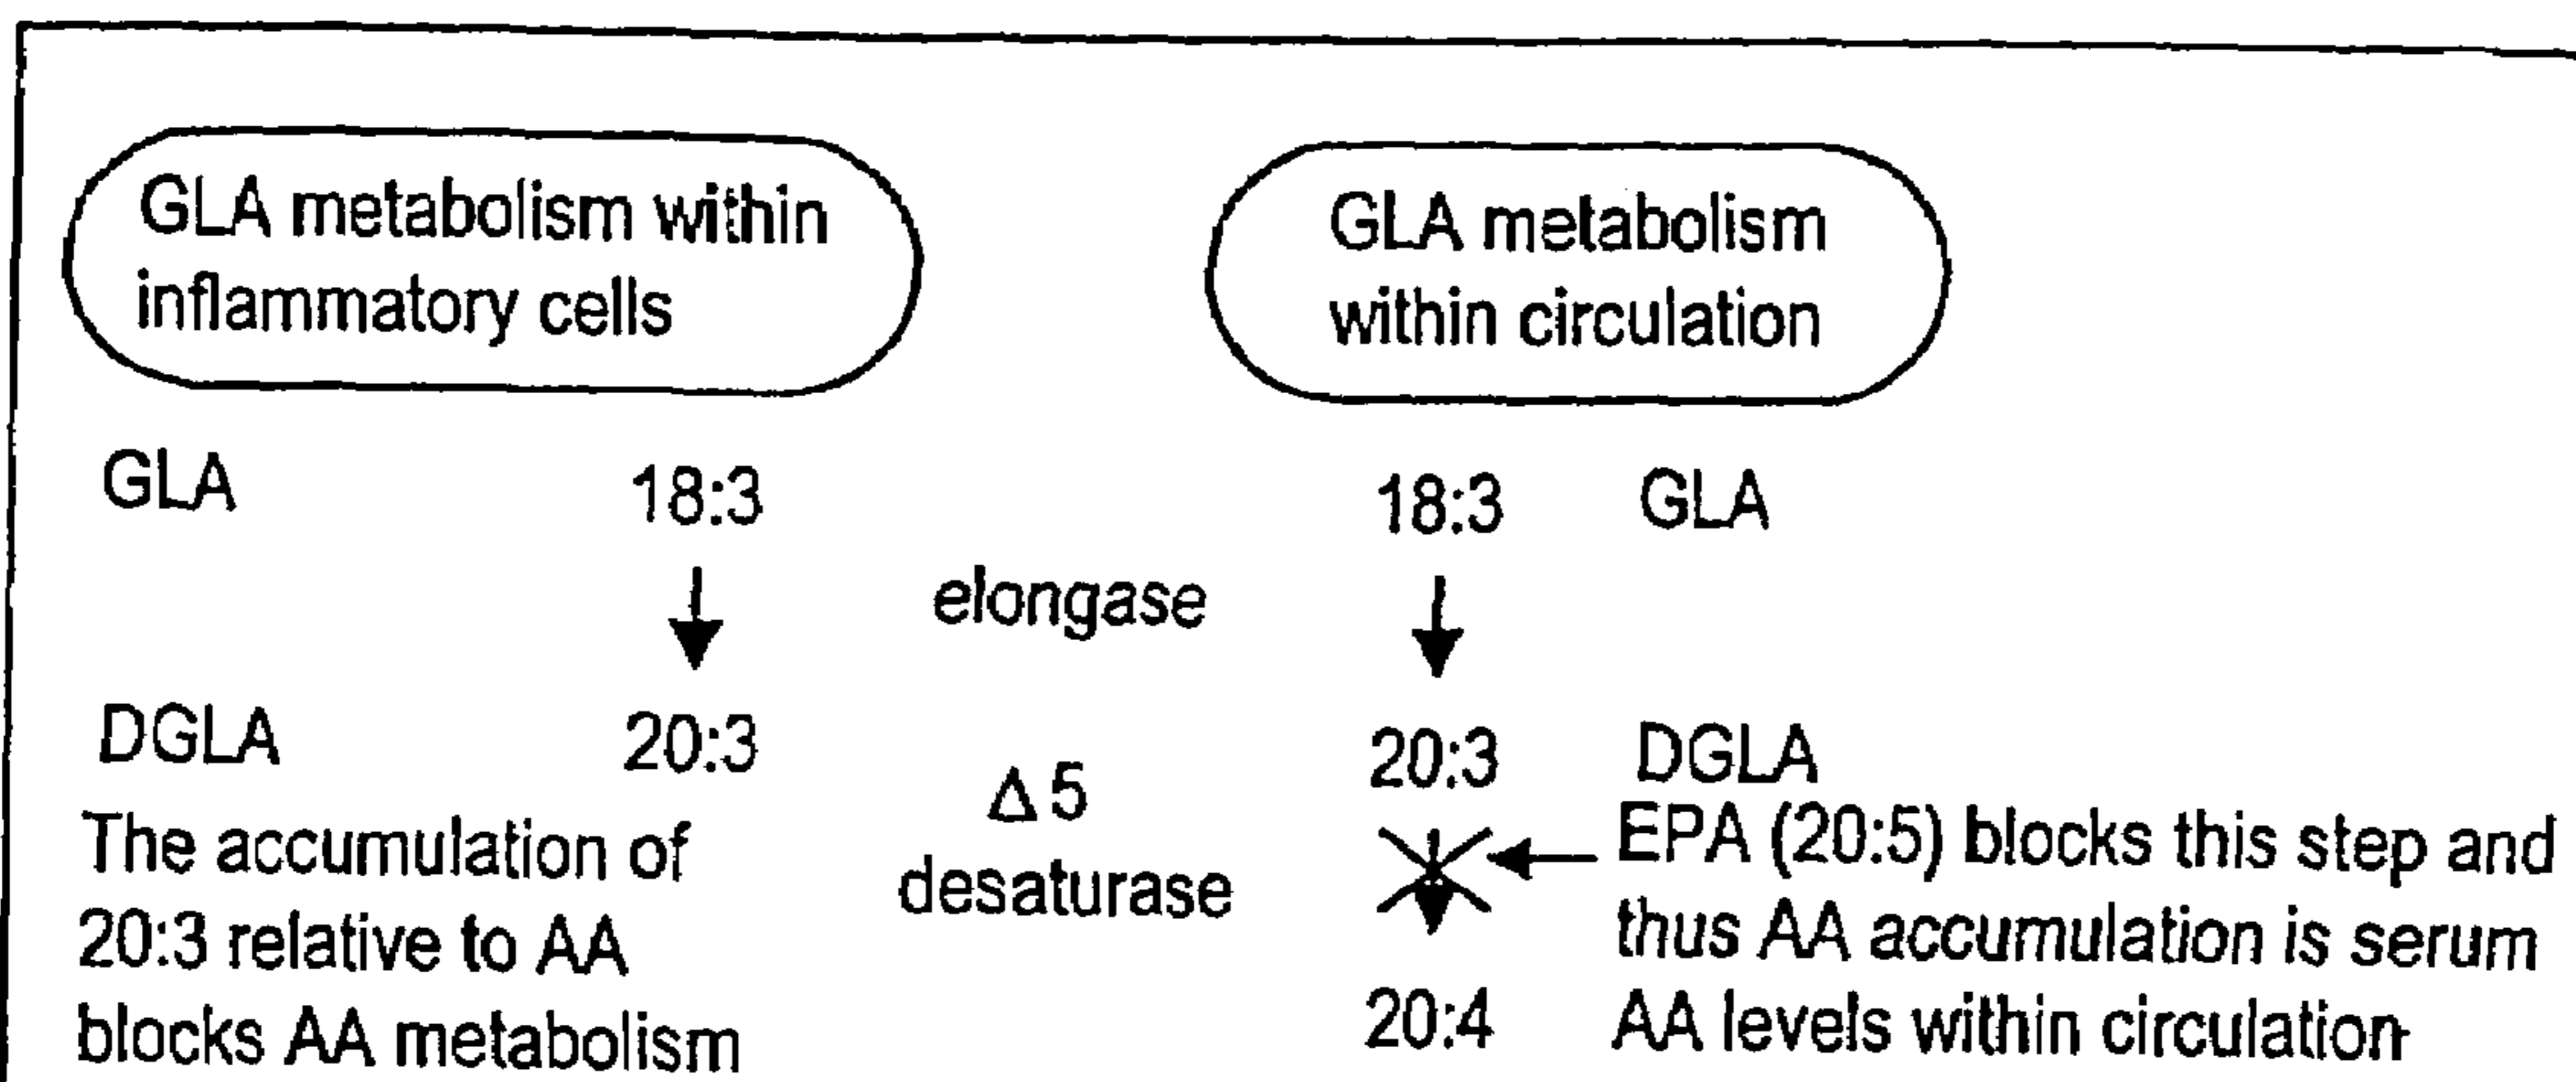 GLA metabolism within
inflammatory cells
GLA metabolism
within circulation
GLA 18:3
18:3 GLA
elongase
DGLA 20:3
20:3 DGLA
Δ5
desaturase
The accumulation of
20:3 relative to AA
blocks AA metabolism
EPA (20:5) blocks this step and
thus AA accumulation is serum
20:4 AA levels within circulation